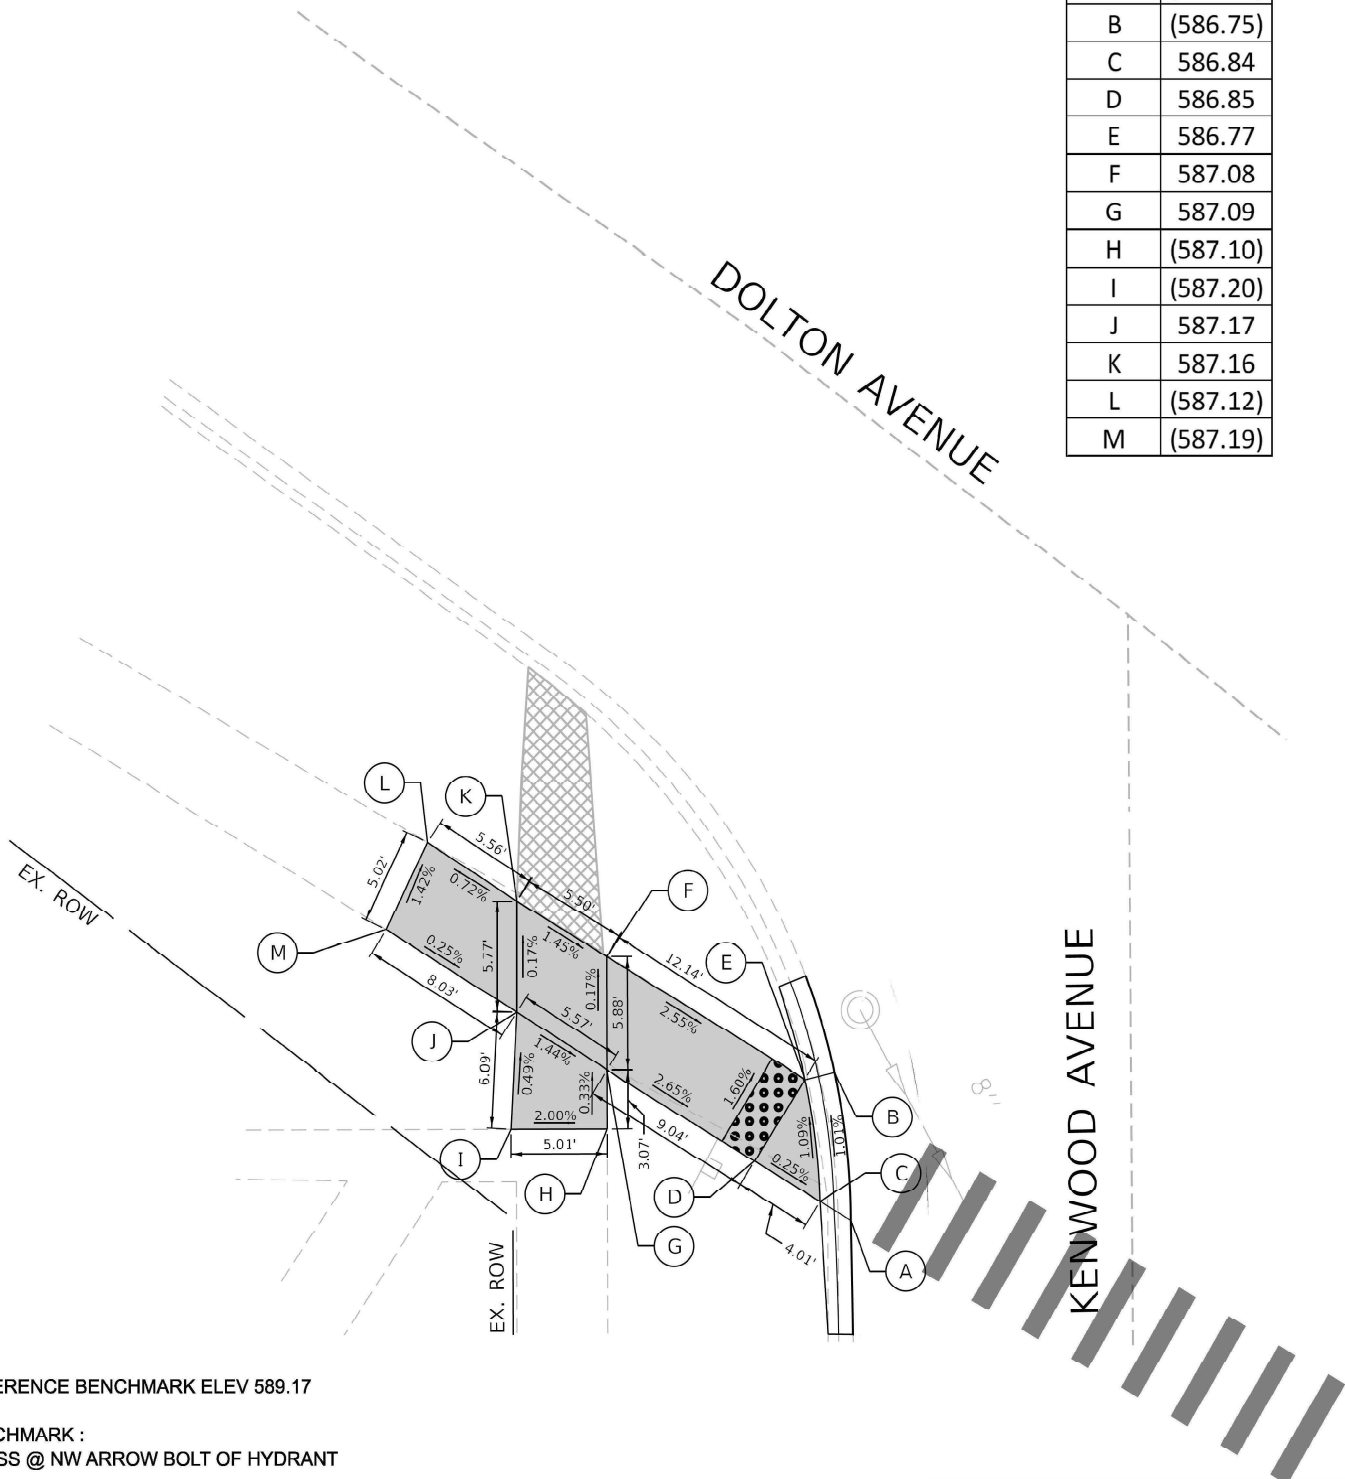 B (586.75)
C 586.84
D 586.85
E 586.77
F 587.08
G 587.09
H (587.10)
I (587.20)
J 587.17
K 587.16
L (587.12)
M (587.19)
DOLTON AVENUE
L
K
5.56'
5.02'
1.42%
0.72%
5.50'
F
EX. ROW
M
0.25%
5.77'
0.17%
1.45%
12.14'
E
8.03'
0.17%
5.88'
2.55%
KENWOOD AVENUE
J
5.57'
1.44%
6.09'
0.49%
0.33%
2.65%
1.60%
8"
2.00%
B
5.01'
9.04'
3.07'
1.09%
1.01%
I
0.25%
C
H
D
G
4.01'
A
EX. ROW
ERENCE BENCHMARK ELEV 589.17
CHMARK :
SS @ NW ARROW BOLT OF HYDRANT